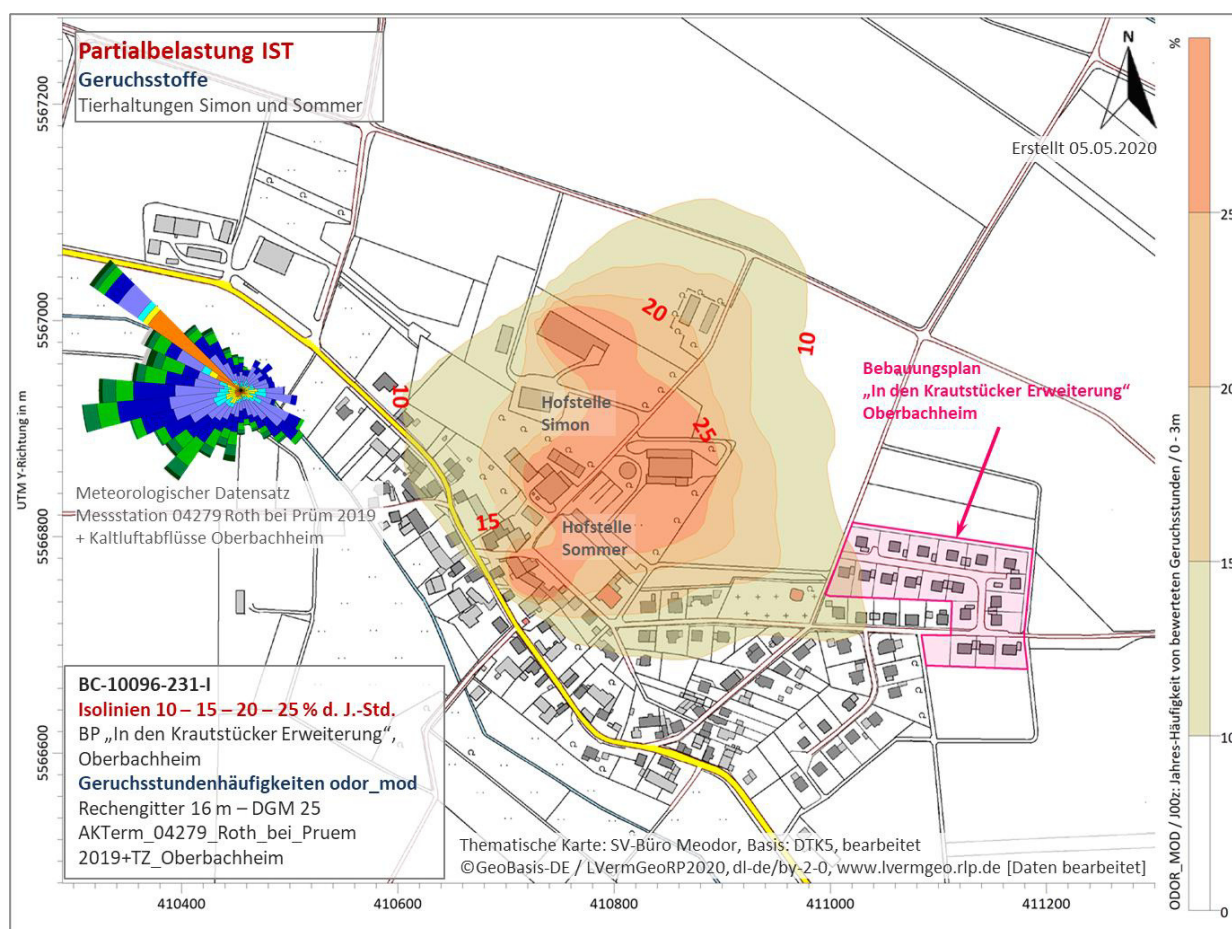 Partialbelastung IST
Geruchsstoffe
Tierhaltungen Simon und Sommer
N
Erstellt 05.05.2020
%
25
20
15
10
0
ODOR_MOD / J00z: Jahres-Häufigkeit von bewerteten Geruchsstunden / 0 - 3m
UTM Y-Richtung in m
5567200
5567000
5566800
5566600
20
10
10
25
15
Bebauungsplan
„In den Krautstücker Erweiterung“
Oberbachheim
Hofstelle
Simon
Hofstelle
Sommer
Meteorologischer Datensatz
Messstation 04279 Roth bei Prüm 2019
+ Kaltluftabflüsse Oberbachheim
BC-10096-231-I
Isolinien 10 – 15 – 20 – 25 % d. J.-Std.
BP „In den Krautstücker Erweiterung“,
Oberbachheim
Geruchsstundenhäufigkeiten odor_mod
Rechengitter 16 m – DGM 25
AKTerm_04279_Roth_bei_Pruem
2019+TZ_Oberbachheim
Thematische Karte: SV-Büro Meodor, Basis: DTK5, bearbeitet
©GeoBasis-DE / LVermGeoRP2020, dl-de/by-2-0, www.lvermgeo.rlp.de [Daten bearbeitet]
410400
410600
410800
411000
411200